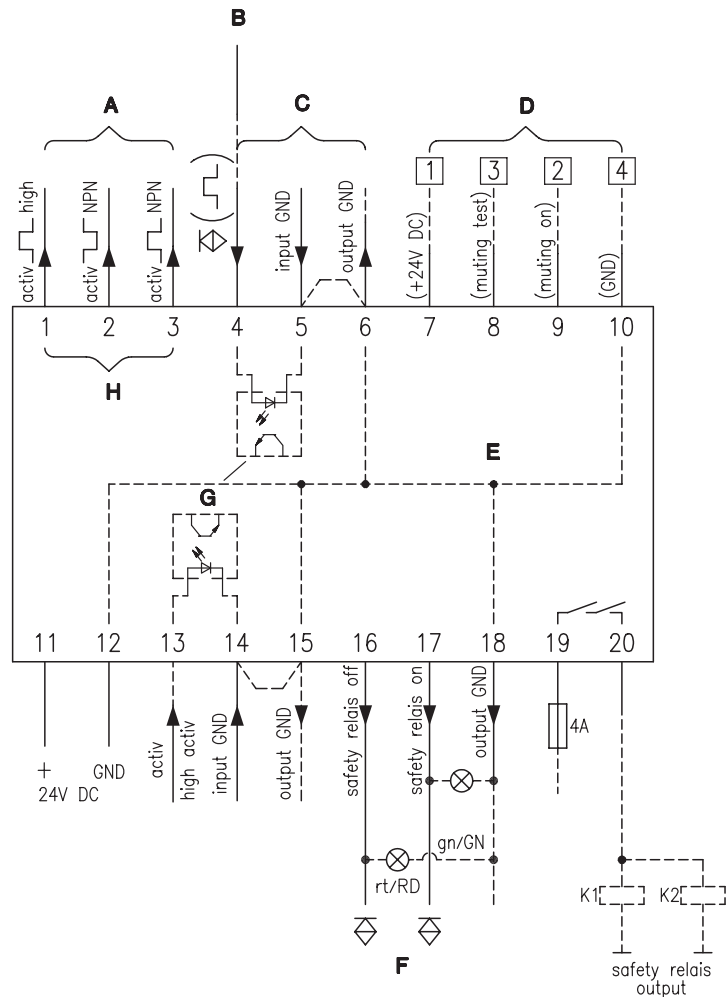 B
A
C
D
1
3
2
4
activ
high
activ
NPN
activ
NPN
input GND
output GND
(+24V DC)
(muting test)
(muting on)
(GND)
1 2 3 4 5 6 7 8 9 10
H
E
G
11 12 13 14 15 16 17 18 19 20
+
24V DC
GND
activ
high activ
input GND
output GND
safety relais off
safety relais on
output GND
4A
gn/GN
rt/RD
K1
K2
F
safety relais
output